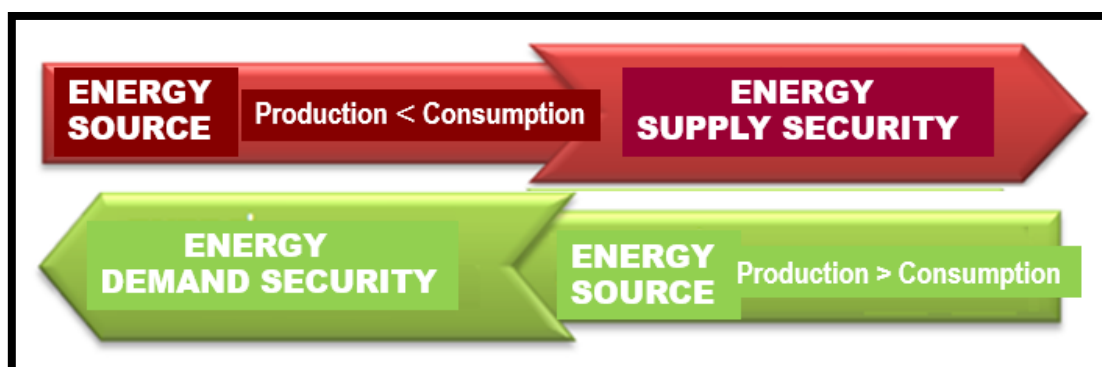 ENERGY
SOURCE
Production < Consumption
ENERGY
SUPPLY SECURITY
ENERGY
DEMAND SECURITY
ENERGY
SOURCE
Production > Consumption